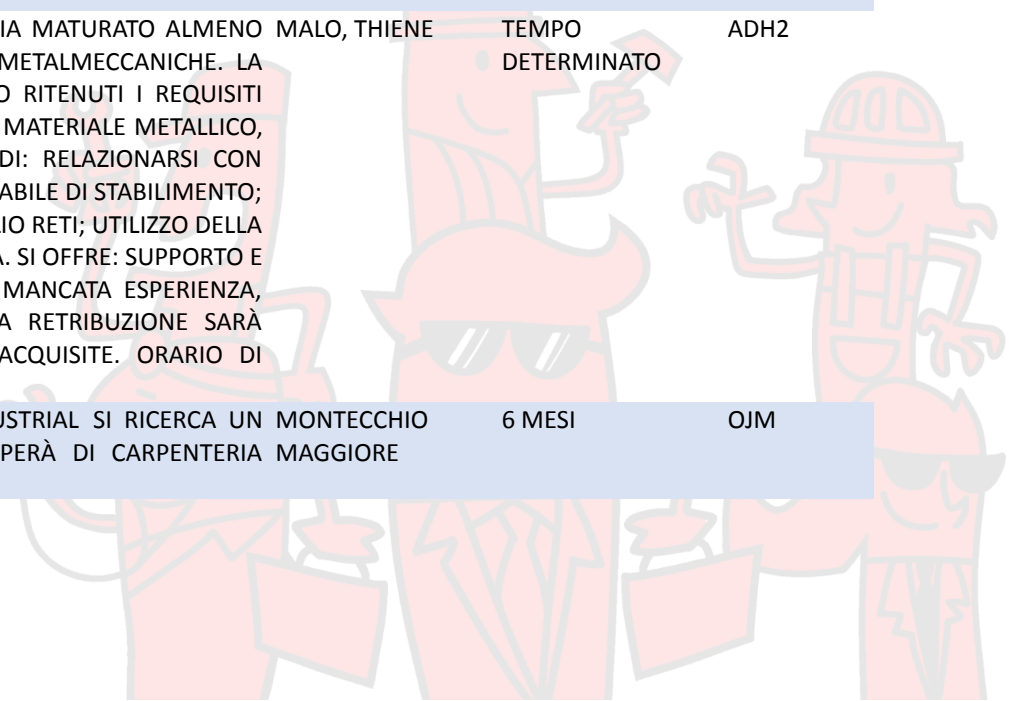 IA MATURATO ALMENO MALO, THIENE TEMPO ADH2
METALMECCANICHE. LA DETERMINATO
O RITENUTI I REQUISITI
MATERIALE METALLICO,
DI: RELAZIONARSI CON
ABILE DI STABILIMENTO;
IO RETI; UTILIZZO DELLA
A. SI OFFRE: SUPPORTO E
MANCATA ESPERIENZA,
A RETRIBUZIONE SARÀ
ACQUISITE. ORARIO DI
USTRIAL SI RICERCA UN MONTECCHIO 6 MESI OJM
PERÀ DI CARPENTERIA MAGGIORE